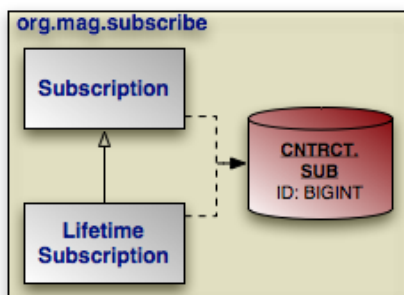 org.mag.subscribe
Subscription
CNTRCT.
SUB
ID: BIGINT
Lifetime
Subscription